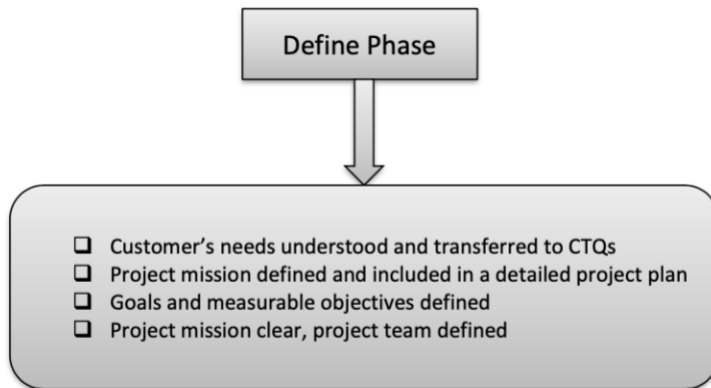 Define Phase
❑ Customer's needs understood and transferred to CTQs
❑ Project mission defined and included in a detailed project plan
❑ Goals and measurable objectives defined
❑ Project mission clear, project team defined